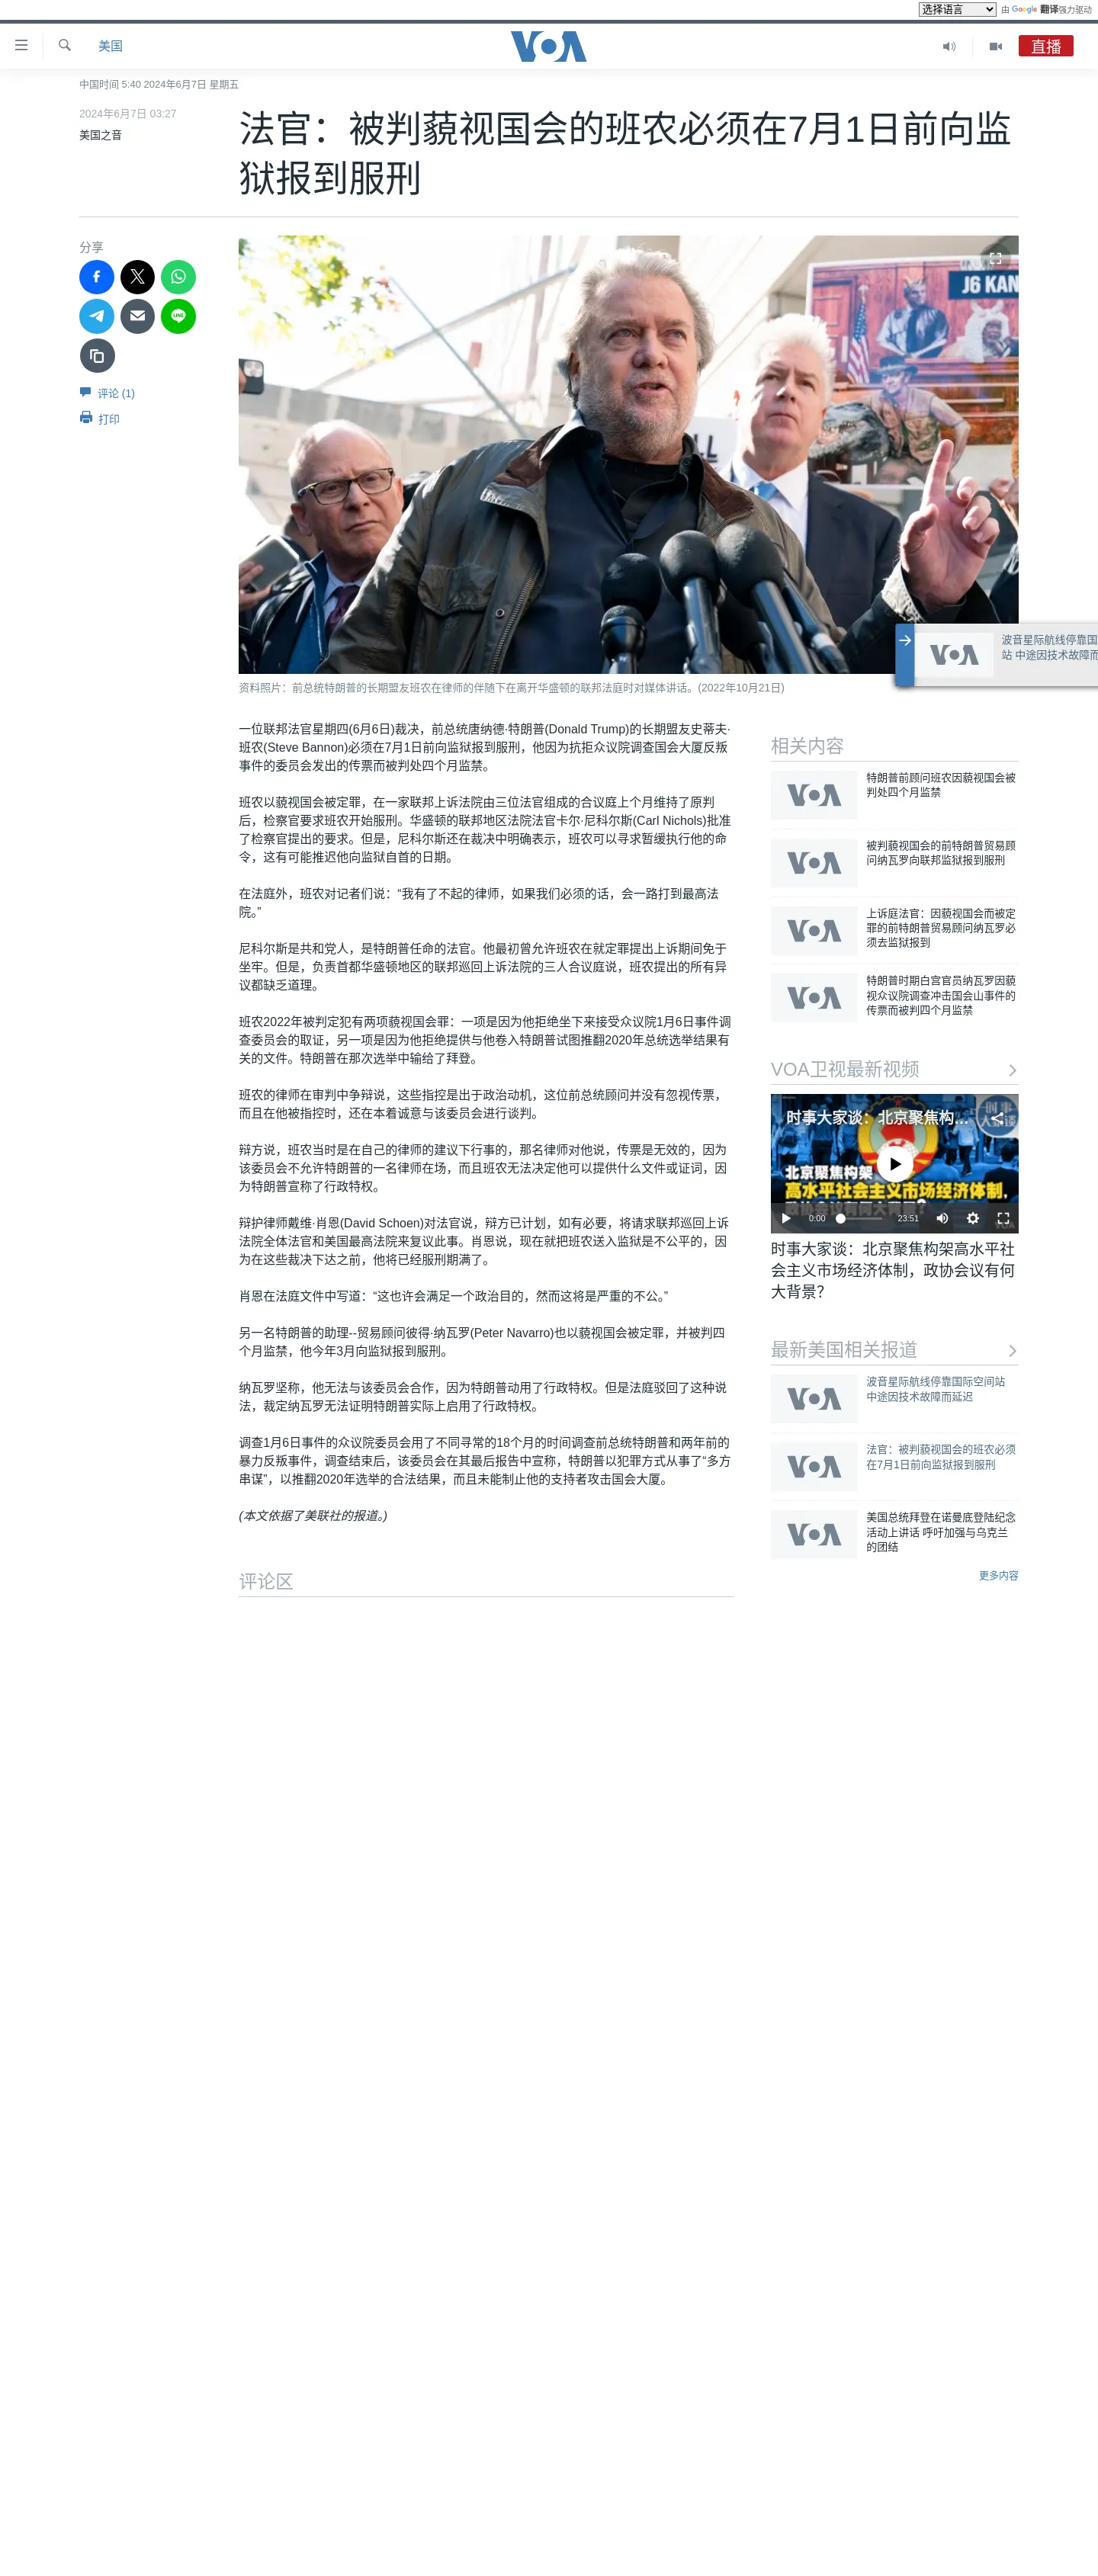 选择语言 由 Google 翻译强力驱动
美国
VOA
直播
中国时间 5:40 2024年6月7日 星期五
2024年6月7日 03:27
美国之音
法官：被判藐视国会的班农必须在7月1日前向监
狱报到服刑
分享
评论 (1)
打印
J6 KAN
资料照片：前总统特朗普的长期盟友班农在律师的伴随下在离开华盛顿的联邦法庭时对媒体讲话。(2022年10月21日)
VOA
波音星际航线停靠国
站 中途因技术故障而
一位联邦法官星期四(6月6日)裁决，前总统唐纳德·特朗普(Donald Trump)的长期盟友史蒂夫·
班农(Steve Bannon)必须在7月1日前向监狱报到服刑，他因为抗拒众议院调查国会大厦反叛
事件的委员会发出的传票而被判处四个月监禁。
班农以藐视国会被定罪，在一家联邦上诉法院由三位法官组成的合议庭上个月维持了原判
后，检察官要求班农开始服刑。华盛顿的联邦地区法院法官卡尔·尼科尔斯(Carl Nichols)批准
了检察官提出的要求。但是，尼科尔斯还在裁决中明确表示，班农可以寻求暂缓执行他的命
令，这有可能推迟他向监狱自首的日期。
在法庭外，班农对记者们说：“我有了不起的律师，如果我们必须的话，会一路打到最高法
院。”
尼科尔斯是共和党人，是特朗普任命的法官。他最初曾允许班农在就定罪提出上诉期间免于
坐牢。但是，负责首都华盛顿地区的联邦巡回上诉法院的三人合议庭说，班农提出的所有异
议都缺乏道理。
班农2022年被判定犯有两项藐视国会罪：一项是因为他拒绝坐下来接受众议院1月6日事件调
查委员会的取证，另一项是因为他拒绝提供与他卷入特朗普试图推翻2020年总统选举结果有
关的文件。特朗普在那次选举中输给了拜登。
班农的律师在审判中争辩说，这些指控是出于政治动机，这位前总统顾问并没有忽视传票，
而且在他被指控时，还在本着诚意与该委员会进行谈判。
辩方说，班农当时是在自己的律师的建议下行事的，那名律师对他说，传票是无效的，因为
该委员会不允许特朗普的一名律师在场，而且班农无法决定他可以提供什么文件或证词，因
为特朗普宣称了行政特权。
辩护律师戴维·肖恩(David Schoen)对法官说，辩方已计划，如有必要，将请求联邦巡回上诉
法院全体法官和美国最高法院来复议此事。肖恩说，现在就把班农送入监狱是不公平的，因
为在这些裁决下达之前，他将已经服刑期满了。
肖恩在法庭文件中写道：“这也许会满足一个政治目的，然而这将是严重的不公。”
另一名特朗普的助理--贸易顾问彼得·纳瓦罗(Peter Navarro)也以藐视国会被定罪，并被判四
个月监禁，他今年3月向监狱报到服刑。
纳瓦罗坚称，他无法与该委员会合作，因为特朗普动用了行政特权。但是法庭驳回了这种说
法，裁定纳瓦罗无法证明特朗普实际上启用了行政特权。
调查1月6日事件的众议院委员会用了不同寻常的18个月的时间调查前总统特朗普和两年前的
暴力反叛事件，调查结束后，该委员会在其最后报告中宣称，特朗普以犯罪方式从事了“多方
串谋”，以推翻2020年选举的合法结果，而且未能制止他的支持者攻击国会大厦。
(本文依据了美联社的报道。)
评论区
相关内容
VOA
特朗普前顾问班农因藐视国会被
判处四个月监禁
VOA
被判藐视国会的前特朗普贸易顾
问纳瓦罗向联邦监狱报到服刑
VOA
上诉庭法官：因藐视国会而被定
罪的前特朗普贸易顾问纳瓦罗必
须去监狱报到
VOA
特朗普时期白宫官员纳瓦罗因藐
视众议院调查冲击国会山事件的
传票而被判四个月监禁
VOA卫视最新视频
时事大家谈：北京聚焦构...
北京聚焦构架
高水平社会主义市场经济体制，
0:00 23:51
时事大家谈：北京聚焦构架高水平社
会主义市场经济体制，政协会议有何
大背景？
最新美国相关报道
VOA
波音星际航线停靠国际空间站
中途因技术故障而延迟
VOA
法官：被判藐视国会的班农必须
在7月1日前向监狱报到服刑
VOA
美国总统拜登在诺曼底登陆纪念
活动上讲话 呼吁加强与乌克兰
的团结
更多内容